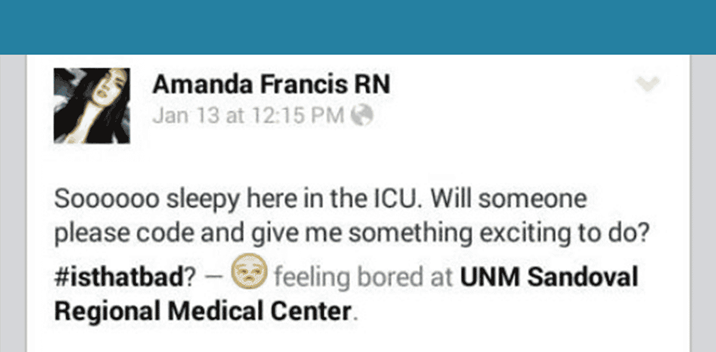 Amanda Francis RN
Jan 13 at 12:15 PM
Soooooo sleepy here in the ICU. Will someone
please code and give me something exciting to do?
#isthatbad? — feeling bored at UNM Sandoval
Regional Medical Center.